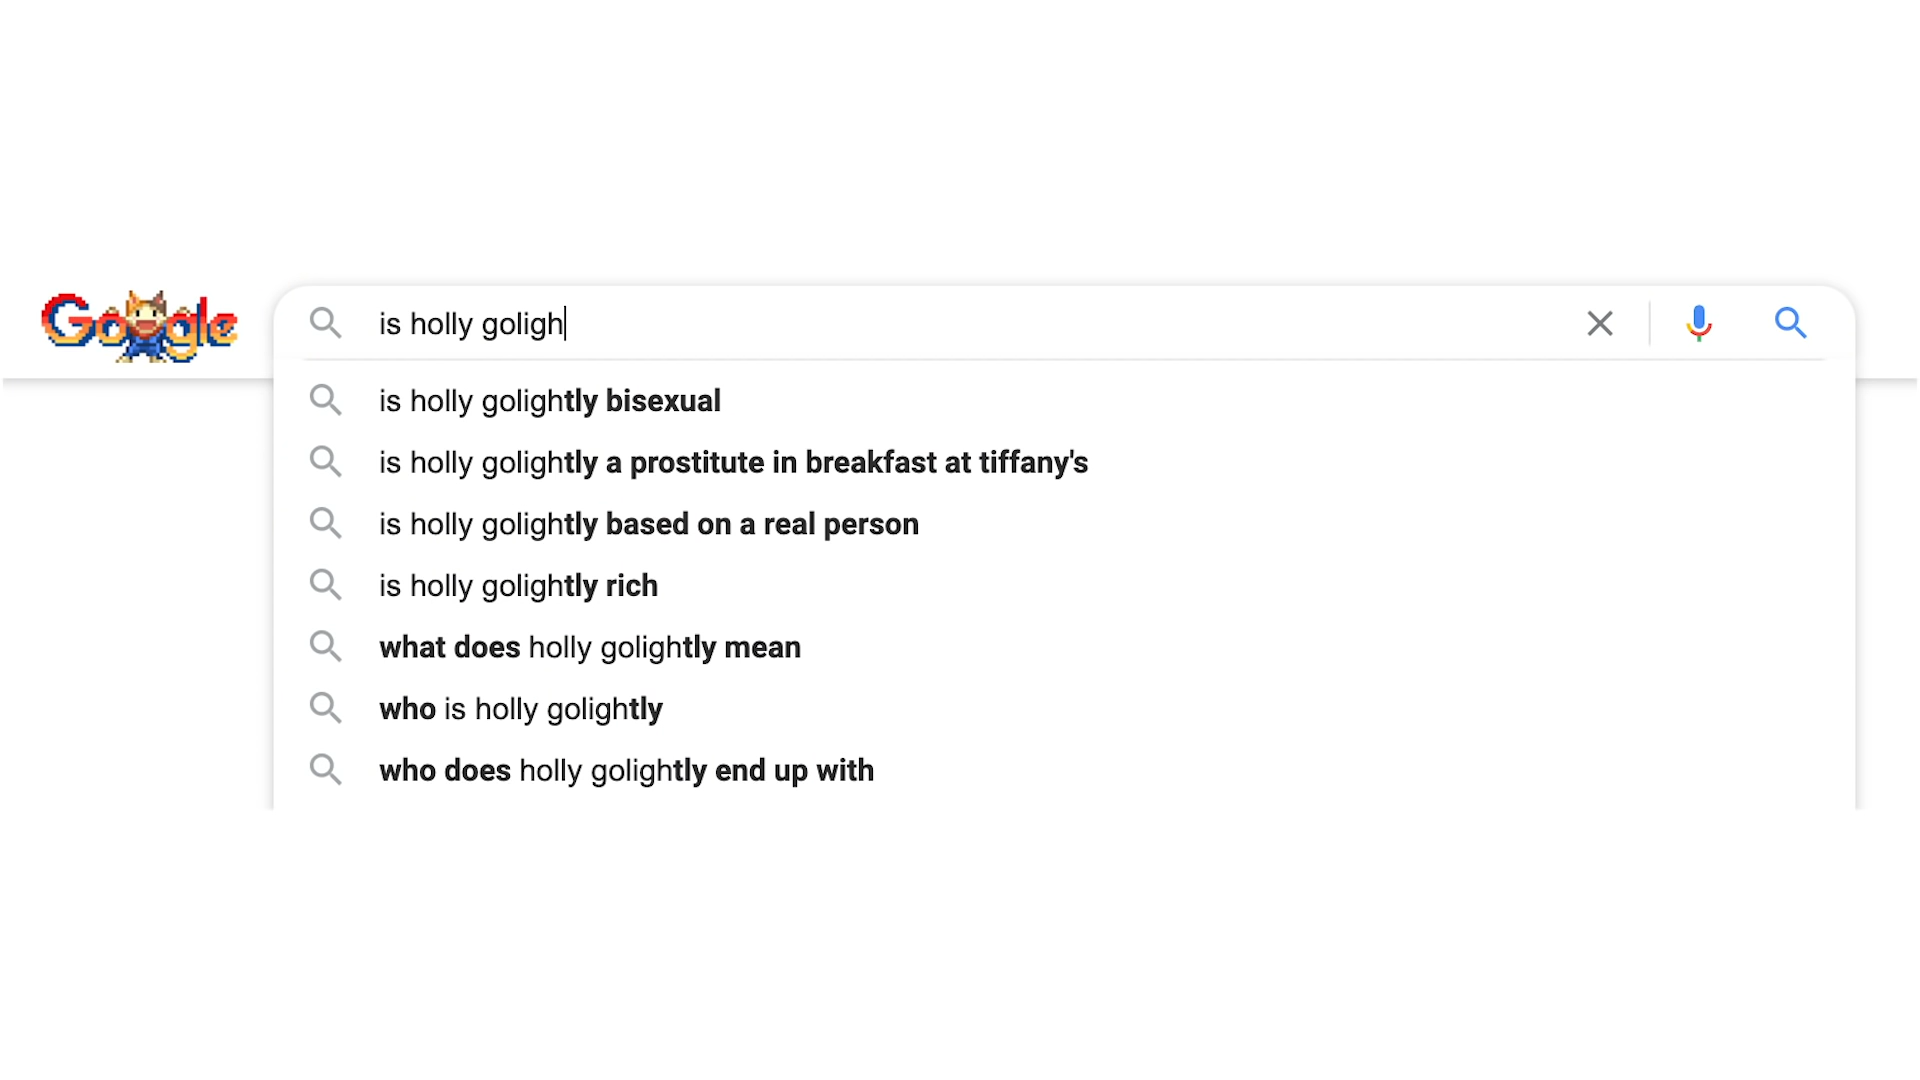 Google
is holly goligh
is holly golightly bisexual
is holly golightly a prostitute in breakfast at tiffany's
is holly golightly based on a real person
is holly golightly rich
what does holly golightly mean
who is holly golightly
who does holly golightly end up with